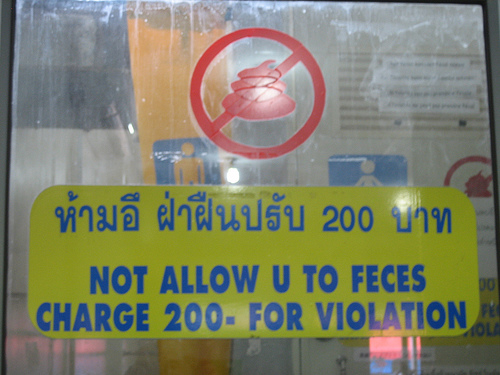 ห้ามอึ ฝ่าฝืนปรับ 200 บาท
NOT ALLOW U TO FECES
CHARGE 200- FOR VIOLATION